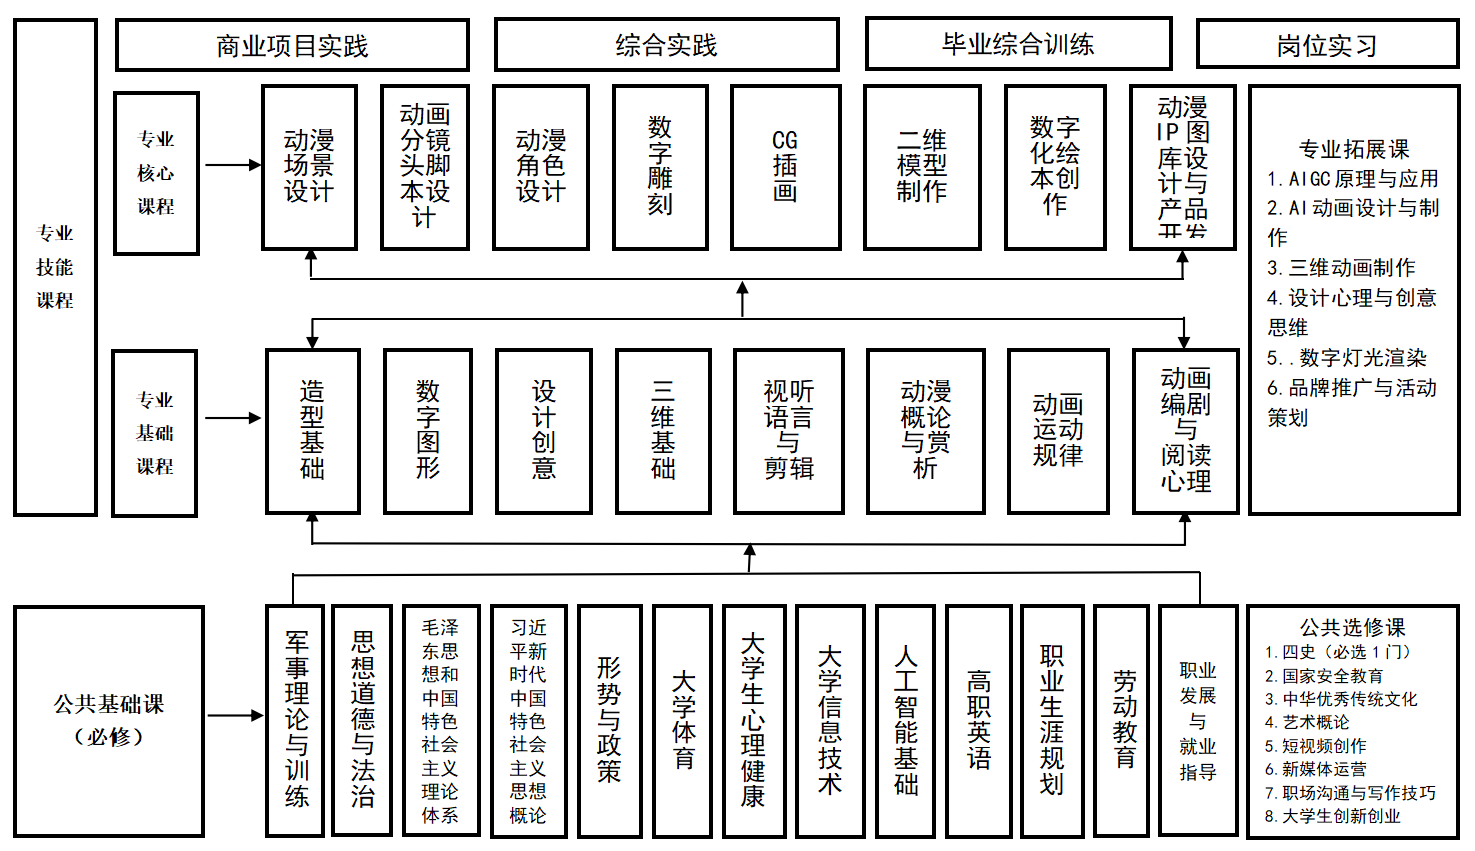 商业项目实践
综合实践
毕业综合训练
岗位实习
专业
技能
课程
专业
核心
课程
动漫
场景
设计
动画
分镜
头脚
本设
计
动漫
角色
设计
数
字
雕
刻
CG
插
画
二维
模型
制作
数字
化绘
本创
作
动漫
IP图
库设
计与
产品
开发
专业拓展课
1.AIGC原理与应用
2.AI动画设计与制
作
3.三维动画制作
4.设计心理与创意
思维
5..数字灯光渲染
6.品牌推广与活动
策划
专业
基础
课程
造
型
基
础
数
字
图
形
设
计
创
意
三
维
基
础
视听
语言
与
剪辑
动漫
概论
与赏
析
动画
运动
规律
动画
编剧
与
阅读
心理
公共基础课
（必修）
军
事
理
论
与
训
练
思
想
道
德
与
法
治
毛泽
东思
想和
中国
特色
社会
主义
理论
体系
习近
平新
时代
中国
特色
社会
主义
思想
概论
形
势
与
政
策
大
学
体
育
大
学
生
心
理
健
康
大
学
信
息
技
术
人
工
智
能
基
础
高
职
英
语
职
业
生
涯
规
划
劳
动
教
育
职业
发展
与
就业
指导
公共选修课
1.四史（必选1门）
2.国家安全教育
3.中华优秀传统文化
4.艺术概论
5.短视频创作
6.新媒体运营
7.职场沟通与写作技巧
8.大学生创新创业